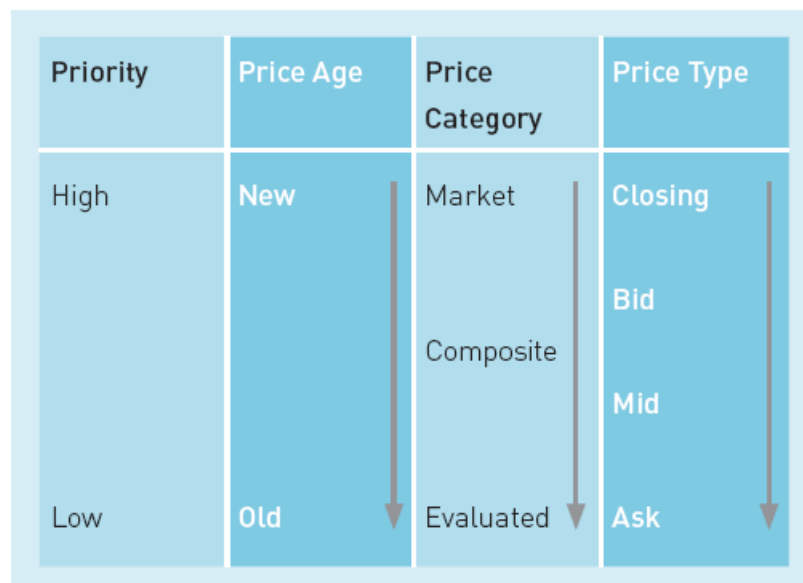 Priority
Price Age
Price
Category
Price Type
High
New
Market
Closing
Bid
Composite
Mid
Low
Old
Evaluated
Ask